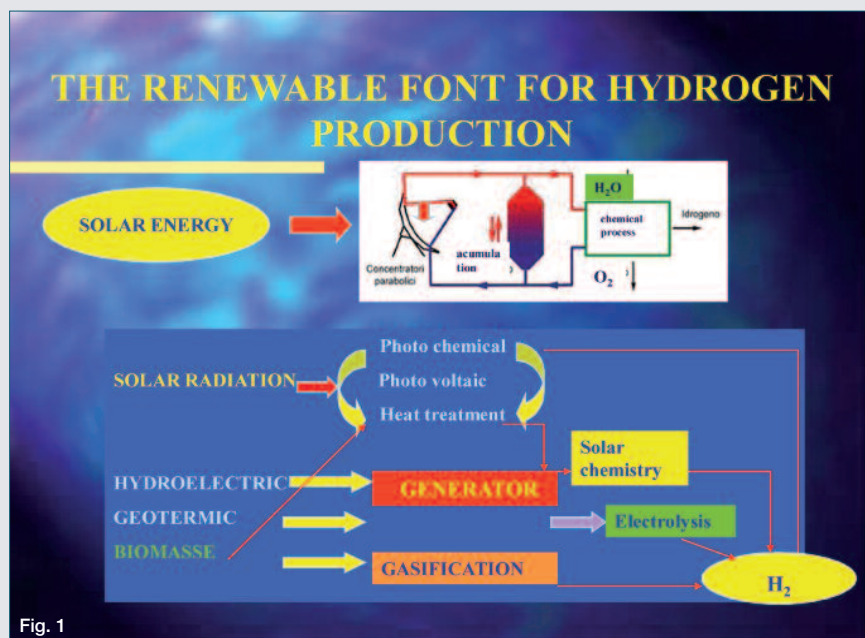 THE RENEWABLE FONT FOR HYDROGEN
PRODUCTION
SOLAR ENERGY
H₂O
chemical
process
Idrogeno
acumula
tion
Concentratori
parabolici
O₂
Photo chemical
SOLAR RADIATION
Photo voltaic
Heat treatment
Solar
chemistry
HYDROELECTRIC
GENERATOR
GEOTERMIC
Electrolysis
BIOMASSE
GASIFICATION
H₂
Fig. 1